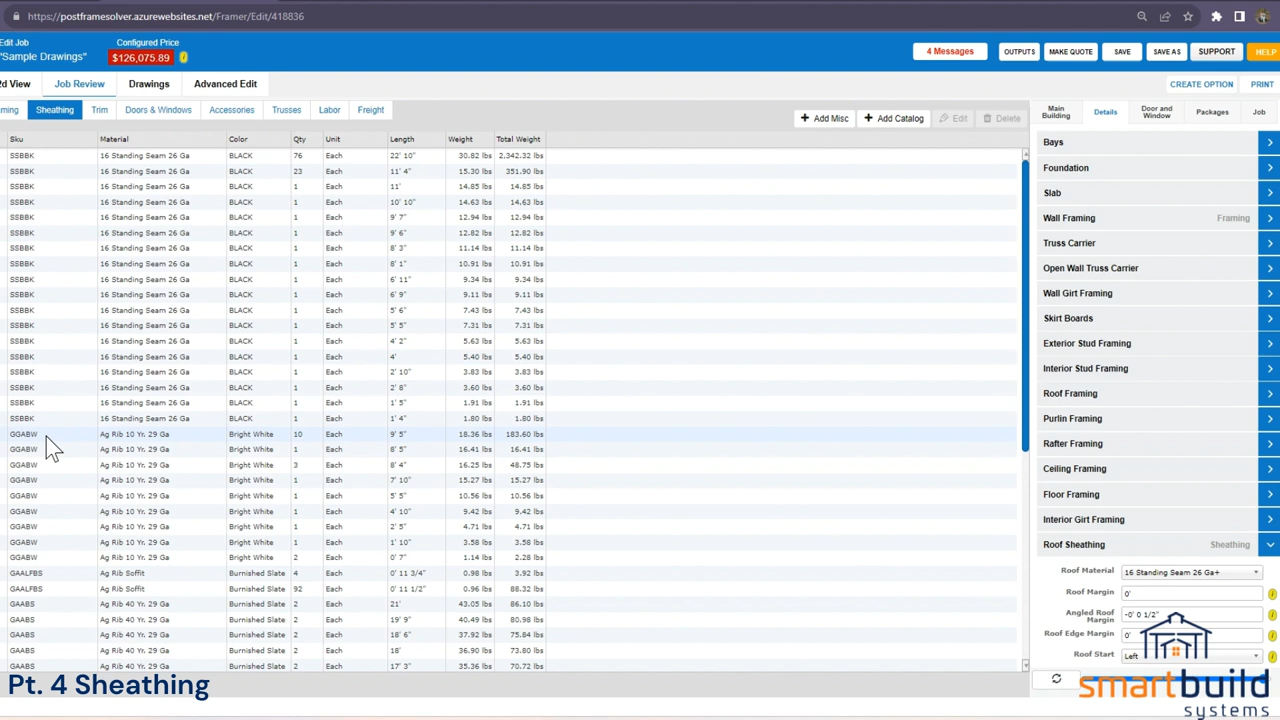 https://postframesolver.azurewebsites.net/Framer/Edit/418836
Edit Job
"Sample Drawings"
Configured Price
$126,075.89
4 Messages
OUTPUTS
MAKE QUOTE
SAVE
SAVE AS
SUPPORT
HELP
d View
Job Review
Drawings
Advanced Edit
CREATE OPTION
PRINT
ming
Sheathing
Trim
Doors & Windows
Accessories
Trusses
Labor
Freight
Add Misc
Add Catalog
Edit
Delete
Main Building
Details
Door and Window
Packages
Job
Sku Material Color Qty Unit Length Weight Total Weight
SSBBK 16 Standing Seam 26 Ga BLACK 76 Each 22' 10" 30.82 lbs 2,342.32 lbs
SSBBK 16 Standing Seam 26 Ga BLACK 23 Each 11' 4" 15.30 lbs 351.90 lbs
SSBBK 16 Standing Seam 26 Ga BLACK 1 Each 11' 14.85 lbs 14.85 lbs
SSBBK 16 Standing Seam 26 Ga BLACK 1 Each 10' 10" 14.63 lbs 14.63 lbs
SSBBK 16 Standing Seam 26 Ga BLACK 1 Each 9' 7" 12.94 lbs 12.94 lbs
SSBBK 16 Standing Seam 26 Ga BLACK 1 Each 9' 6" 12.82 lbs 12.82 lbs
SSBBK 16 Standing Seam 26 Ga BLACK 1 Each 8' 3" 11.14 lbs 11.14 lbs
SSBBK 16 Standing Seam 26 Ga BLACK 1 Each 8' 1" 10.91 lbs 10.91 lbs
SSBBK 16 Standing Seam 26 Ga BLACK 1 Each 6' 11" 9.34 lbs 9.34 lbs
SSBBK 16 Standing Seam 26 Ga BLACK 1 Each 6' 9" 9.11 lbs 9.11 lbs
SSBBK 16 Standing Seam 26 Ga BLACK 1 Each 5' 6" 7.43 lbs 7.43 lbs
SSBBK 16 Standing Seam 26 Ga BLACK 1 Each 5' 5" 7.31 lbs 7.31 lbs
SSBBK 16 Standing Seam 26 Ga BLACK 1 Each 4' 2" 5.63 lbs 5.63 lbs
SSBBK 16 Standing Seam 26 Ga BLACK 1 Each 4' 5.40 lbs 5.40 lbs
SSBBK 16 Standing Seam 26 Ga BLACK 1 Each 2' 10" 3.83 lbs 3.83 lbs
SSBBK 16 Standing Seam 26 Ga BLACK 1 Each 2' 8" 3.60 lbs 3.60 lbs
SSBBK 16 Standing Seam 26 Ga BLACK 1 Each 1' 5" 1.91 lbs 1.91 lbs
SSBBK 16 Standing Seam 26 Ga BLACK 1 Each 1' 4" 1.80 lbs 1.80 lbs
GGABW Ag Rib 10 Yr. 29 Ga Bright White 10 Each 9' 5" 18.36 lbs 183.60 lbs
GGABW Ag Rib 10 Yr. 29 Ga Bright White 1 Each 8' 5" 16.41 lbs 16.41 lbs
GGABW Ag Rib 10 Yr. 29 Ga Bright White 3 Each 8' 4" 16.25 lbs 48.75 lbs
GGABW Ag Rib 10 Yr. 29 Ga Bright White 1 Each 7' 10" 15.27 lbs 15.27 lbs
GGABW Ag Rib 10 Yr. 29 Ga Bright White 1 Each 5' 5" 10.56 lbs 10.56 lbs
GGABW Ag Rib 10 Yr. 29 Ga Bright White 1 Each 4' 10" 9.42 lbs 9.42 lbs
GGABW Ag Rib 10 Yr. 29 Ga Bright White 1 Each 2' 5" 4.71 lbs 4.71 lbs
GGABW Ag Rib 10 Yr. 29 Ga Bright White 1 Each 1' 10" 3.58 lbs 3.58 lbs
GGABW Ag Rib 10 Yr. 29 Ga Bright White 2 Each 0' 7" 1.14 lbs 2.28 lbs
GAALFBS Ag Rib Soffit Burnished Slate 4 Each 0' 11 3/4" 0.98 lbs 3.92 lbs
GAALFBS Ag Rib Soffit Burnished Slate 92 Each 0' 11 1/2" 0.96 lbs 88.32 lbs
GAABS Ag Rib 40 Yr. 29 Ga Burnished Slate 2 Each 21' 43.05 lbs 86.10 lbs
GAABS Ag Rib 40 Yr. 29 Ga Burnished Slate 2 Each 19' 9" 40.49 lbs 80.98 lbs
GAABS Ag Rib 40 Yr. 29 Ga Burnished Slate 2 Each 18' 6" 37.92 lbs 75.84 lbs
GAABS Ag Rib 40 Yr. 29 Ga Burnished Slate 2 Each 18' 36.90 lbs 73.80 lbs
GAABS Ag Rib 40 Yr. 29 Ga Burnished Slate 2 Each 17' 3" 35.36 lbs 70.72 lbs
Bays
Foundation
Slab
Wall Framing Framing
Truss Carrier
Open Wall Truss Carrier
Wall Girt Framing
Skirt Boards
Exterior Stud Framing
Interior Stud Framing
Roof Framing
Purlin Framing
Rafter Framing
Ceiling Framing
Floor Framing
Interior Girt Framing
Roof Sheathing Sheathing
Roof Material 16 Standing Seam 26 Ga+
Roof Margin 0'
Angled Roof Margin -0' 0 1/2"
Roof Edge Margin 0'
Roof Start Left
Pt. 4 Sheathing
smartbuild
systems